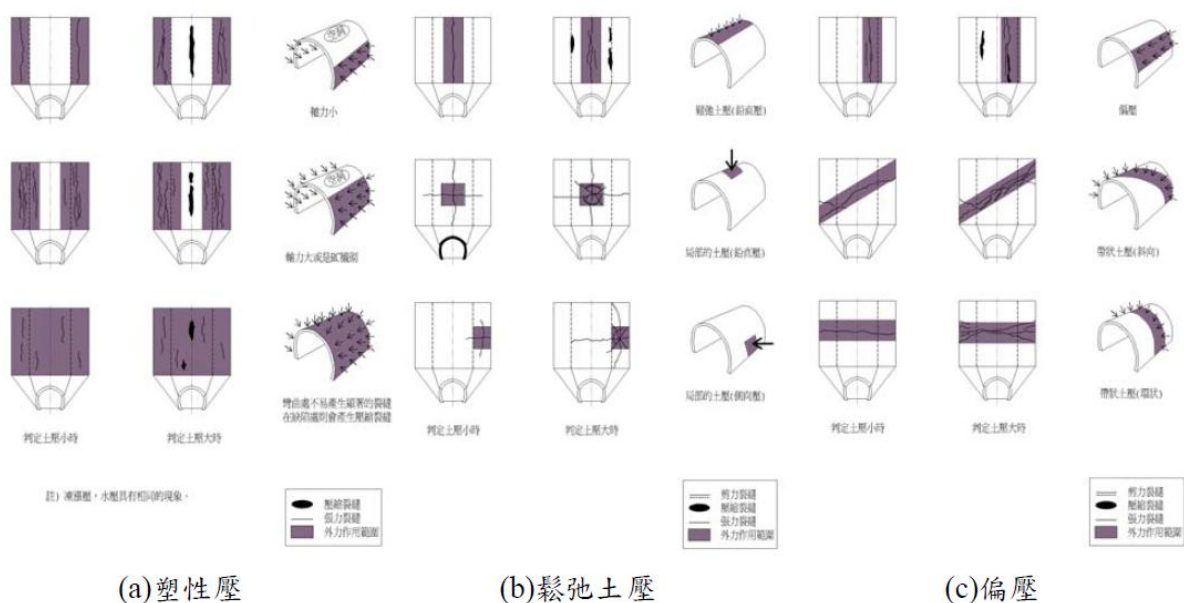 空洞
軸力小
鬆弛土壓(鉛直壓)
偏壓
空洞
局部的土壓(鉛直壓)
帶狀土壓(斜向)
彎曲處不易產生顯著的裂縫
在缺陷處則會產生壓縮裂縫
局部的土壓(側向壓)
帶狀土壓(環狀)
判定土壓小時
判定土壓大時
判定土壓小時
判定土壓大時
判定土壓小時
判定土壓大時
註) 凍漲壓，水壓具有相同的現象。
壓縮裂縫
張力裂縫
外力作用範圍
剪力裂縫
壓縮裂縫
張力裂縫
外力作用範圍
剪力裂縫
壓縮裂縫
張力裂縫
外力作用範圍
(a)塑性壓
(b)鬆弛土壓
(c)偏壓